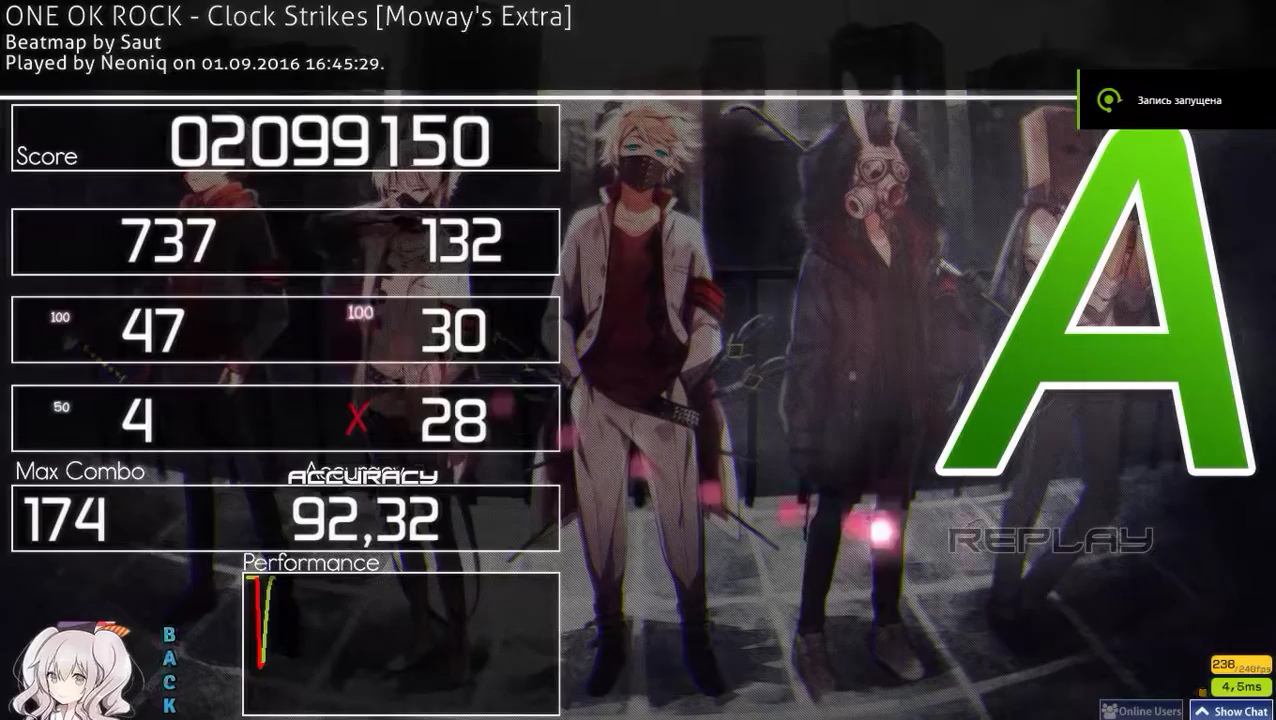 ONE OK ROCK - Clock Strikes [Moway's Extra]
Beatmap by Saut
Played by Neoniq on 01.09.2016 16:45:29.
Запись запущена
Score 02099150
737 132
100 47 100 30
50 4 X 28
Max Combo Accuracy
ACCURACY
174 92,32
A
REPLAY
Performance
BACK
238/240fps
4,5ms
Online Users Show Chat